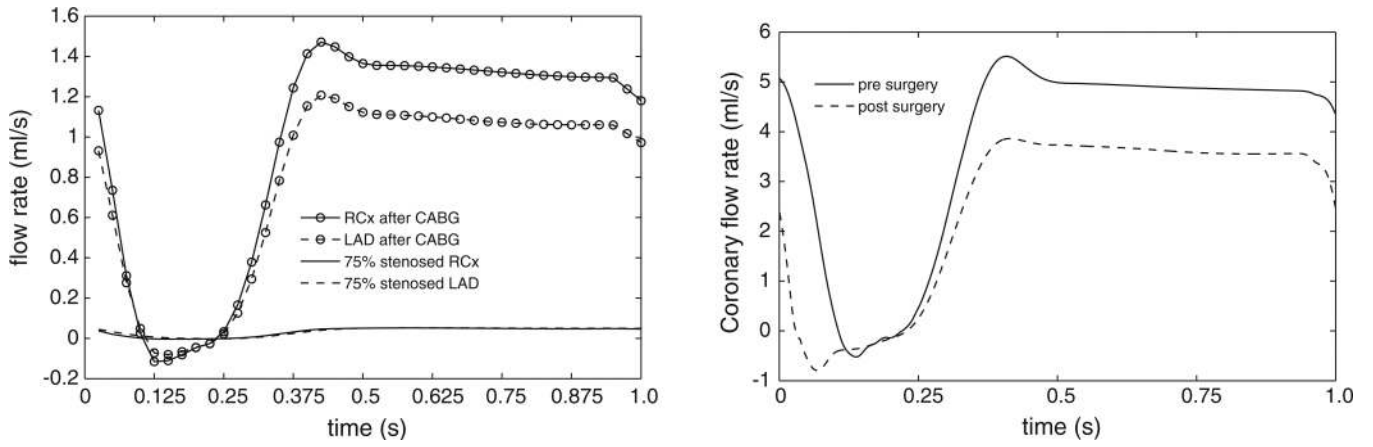 1.6
1.4
1.2
1
0.8
0.6
0.4
0.2
0
-0.2
flow rate (ml/s)
RCx after CABG
LAD after CABG
75% stenosed RCx
75% stenosed LAD
0 0.125 0.25 0.375 0.5 0.625 0.75 0.875 1.0
time (s)
6
5
4
3
2
1
0
-1
Coronary flow rate (ml/s)
pre surgery
post surgery
0 0.25 0.5 0.75 1.0
time (s)